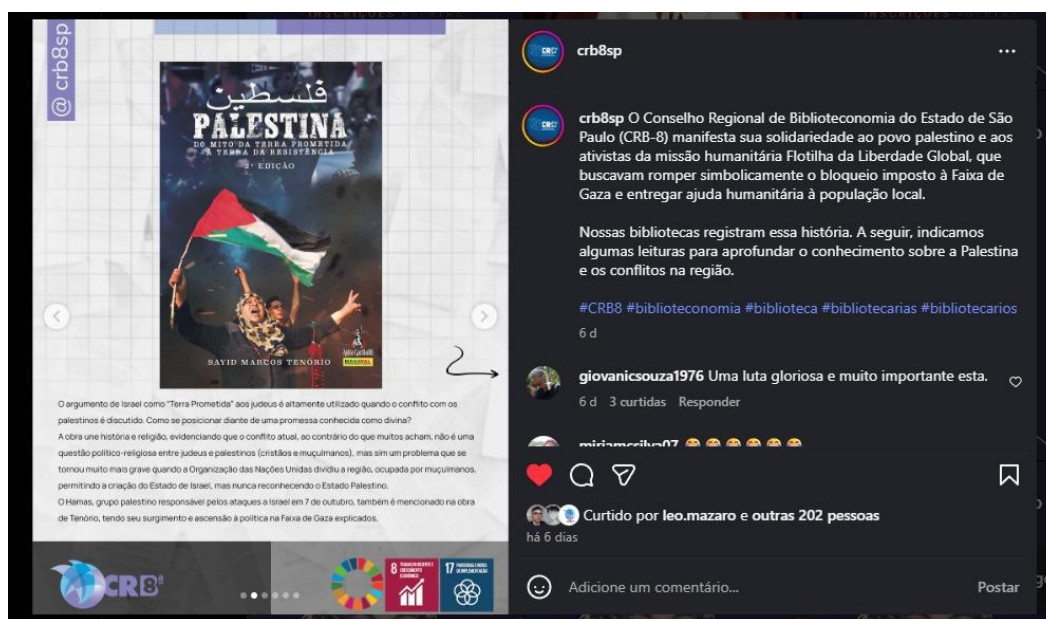 @ crb8sp
فلسطين
PALESTINA
DO MITO DA TERRA PROMETIDA
À TERRA DA RESISTÊNCIA
2ª EDIÇÃO
SAYID MARCOS TENÓRIO
Anita Garibaldi
O argumento de Israel como "Terra Prometida" aos judeus é altamente utilizado quando o conflito com os
palestinos é discutido. Como se posicionar diante de uma promessa conhecida como divina?
A obra une história e religião, evidenciando que o conflito atual, ao contrário do que muitos acham, não é uma
questão político-religiosa entre judeus e palestinos (cristãos e muçulmanos), mas sim um problema que se
tornou muito mais grave quando a Organização das Nações Unidas dividiu a região, ocupada por muçulmanos,
permitindo a criação do Estado de Israel, mas nunca reconhecendo o Estado Palestino.
O Hamas, grupo palestino responsável pelos ataques a Israel em 7 de outubro, também é mencionado na obra
de Tenório, tendo seu surgimento e ascensão à política na Faixa de Gaza explicados.
CRB8
8
17
crb8sp
crb8sp O Conselho Regional de Biblioteconomia do Estado de São
Paulo (CRB-8) manifesta sua solidariedade ao povo palestino e aos
ativistas da missão humanitária Flotilha da Liberdade Global, que
buscavam romper simbolicamente o bloqueio imposto à Faixa de
Gaza e entregar ajuda humanitária à população local.
Nossas bibliotecas registram essa história. A seguir, indicamos
algumas leituras para aprofundar o conhecimento sobre a Palestina
e os conflitos na região.
#CRB8 #biblioteconomia #biblioteca #bibliotecarias #bibliotecarios
6 d
giovanicsouza1976 Uma luta gloriosa e muito importante esta.
6 d 3 curtidas Responder
miriamcsilva07
Curtido por leo.mazaro e outras 202 pessoas
há 6 dias
Adicione um comentário...
Postar